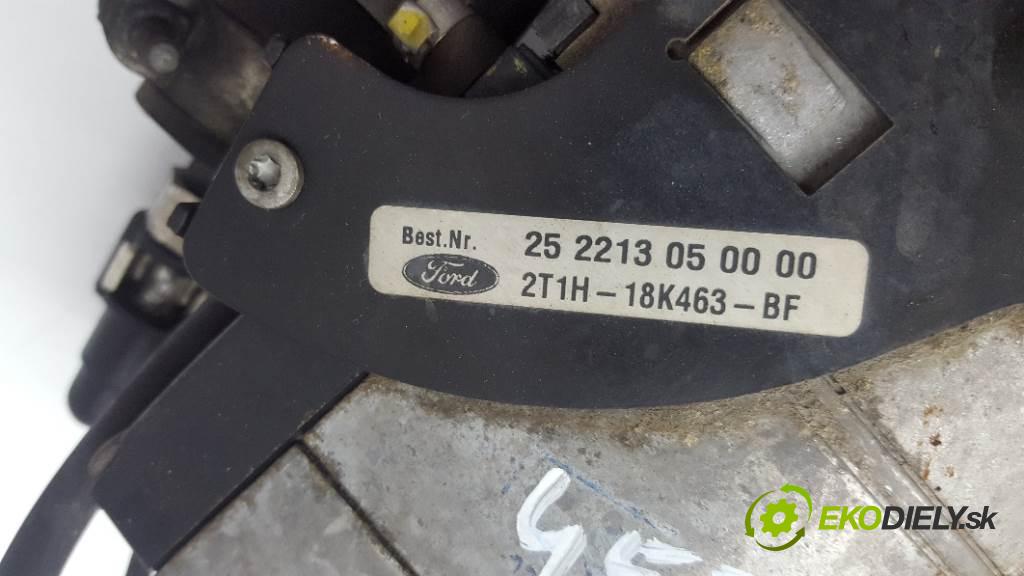 Best.Nr. 25 2213 05 00 00
Ford 2T1H-18K463-BF
EKODIELY.sk